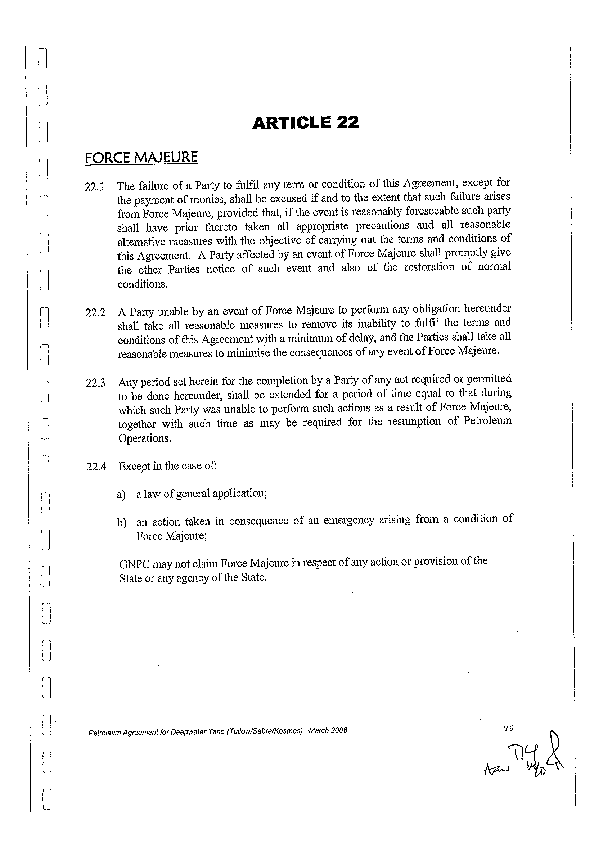 ARTICLE 22
FORCE MAJEURE
22.1 The failure of a Party to fulfil any term or condition of this Agreement, except for
the payment of monies, shall be excused if and to the extent that such failure arises
from Force Majeure, provided that, if the event is reasonably foreseeable such party
shall have prior thereto taken all appropriate precautions and all reasonable
alternative measures with the objective of carrying out the terms and conditions of
this Agreement. A Party affected by an event of Force Majeure shall promptly give
the other Parties notice of such event and also of the restoration of normal
conditions.
22.2 A Party unable by an event of Force Majeure to perform any obligation hereunder
shall take all reasonable measures to remove its inability to fulfil the terms and
conditions of this Agreement with a minimum of delay, and the Parties shall take all
reasonable measures to minimise the consequences of any event of Force Majeure.
22.3 Any period set herein for the completion by a Party of any act required or permitted
to be done hereunder, shall be extended for a period of time equal to that during
which such Party was unable to perform such actions as a result of Force Majeure,
together with such time as may be required for the resumption of Petroleum
Operations.
22.4 Except in the case of:
a) a law of general application;
b) an action taken in consequence of an emergency arising from a condition of
Force Majeure;
GNPC may not claim Force Majeure in respect of any action or provision of the
State or any agency of the State.
Petroleum Agreement for Deepwater Tano (Tullow/Sabre/Kosmos) March 2006